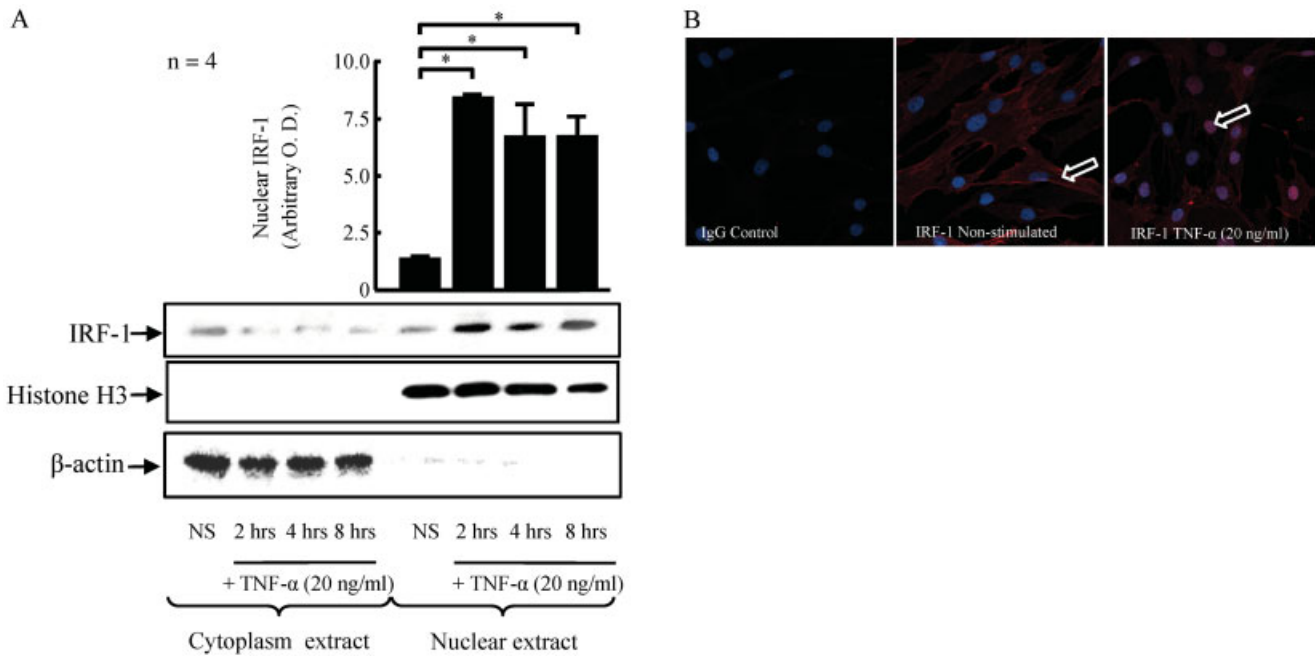 A
n = 4
Nuclear IRF-1
(Arbitrary O. D.)
10.0
7.5
5.0
2.5
0
*
*
*
IRF-1
Histone H3
β-actin
NS 2 hrs 4 hrs 8 hrs NS 2 hrs 4 hrs 8 hrs
+ TNF-α (20 ng/ml) + TNF-α (20 ng/ml)
Cytoplasm extract Nuclear extract
B
IgG Control
IRF-1 Non-stimulated
IRF-1 TNF-α (20 ng/ml)